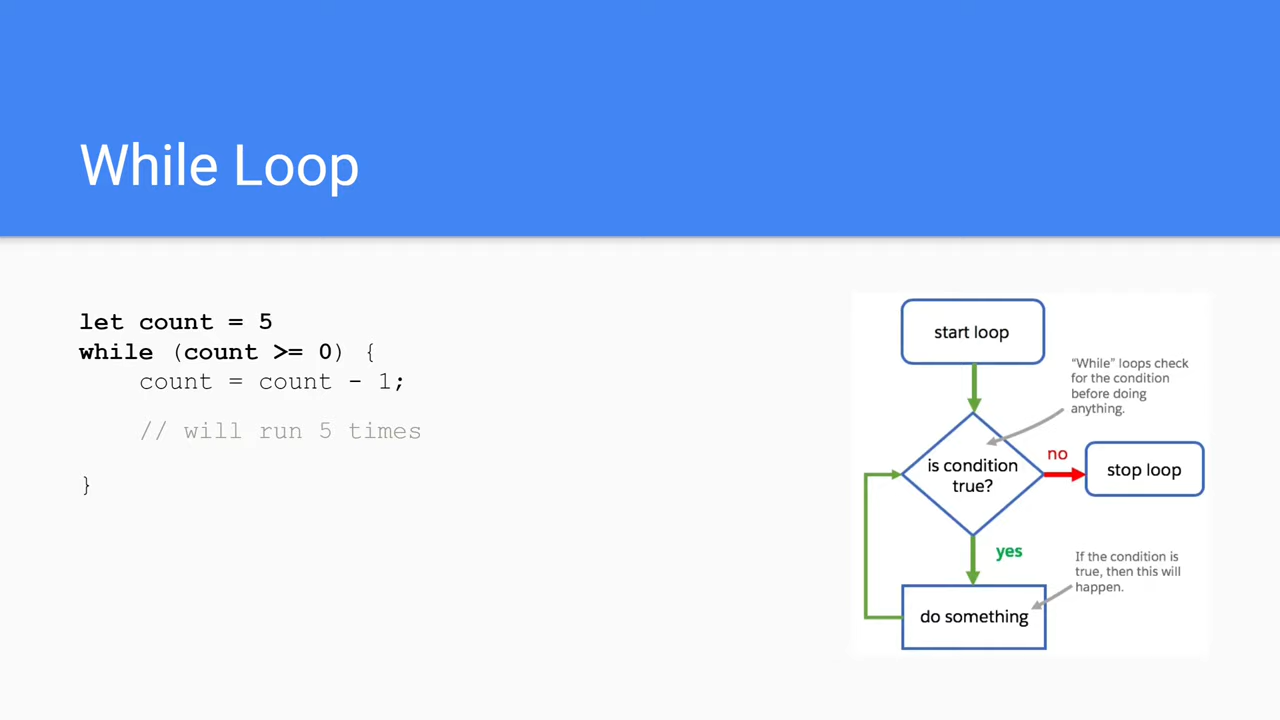 While Loop
let count = 5
while (count >= 0) {
    count = count - 1;
    // will run 5 times
}
start loop
"While" loops check
for the condition
before doing
anything.
is condition
true?
no
stop loop
yes
If the condition is
true, then this will
happen.
do something